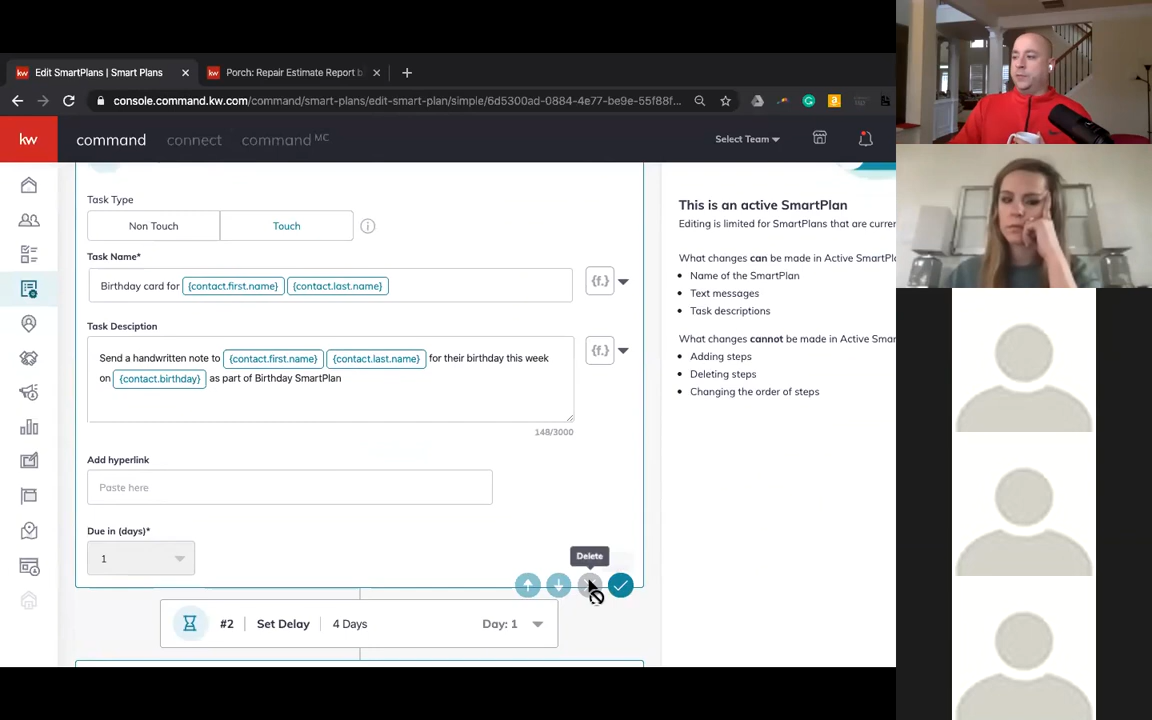 kw Edit SmartPlans | Smart Plans
kw Porch: Repair Estimate Report b
console.command.kw.com/command/smart-plans/edit-smart-plan/simple/6d5300ad-0884-4e77-be9e-55f88f...
kw command connect command MC Select Team
Task Type
Non Touch Touch
Task Name*
Birthday card for {contact.first.name} {contact.last.name} {f.}
Task Desciption
Send a handwritten note to {contact.first.name} {contact.last.name} for their birthday this week {f.}
on {contact.birthday} as part of Birthday SmartPlan
148/3000
Add hyperlink
Paste here
Due in (days)*
1
Delete
#2 Set Delay 4 Days Day: 1
This is an active SmartPlan
Editing is limited for SmartPlans that are curren
What changes can be made in Active SmartPla
Name of the SmartPlan
Text messages
Task descriptions
What changes cannot be made in Active Smar
Adding steps
Deleting steps
Changing the order of steps